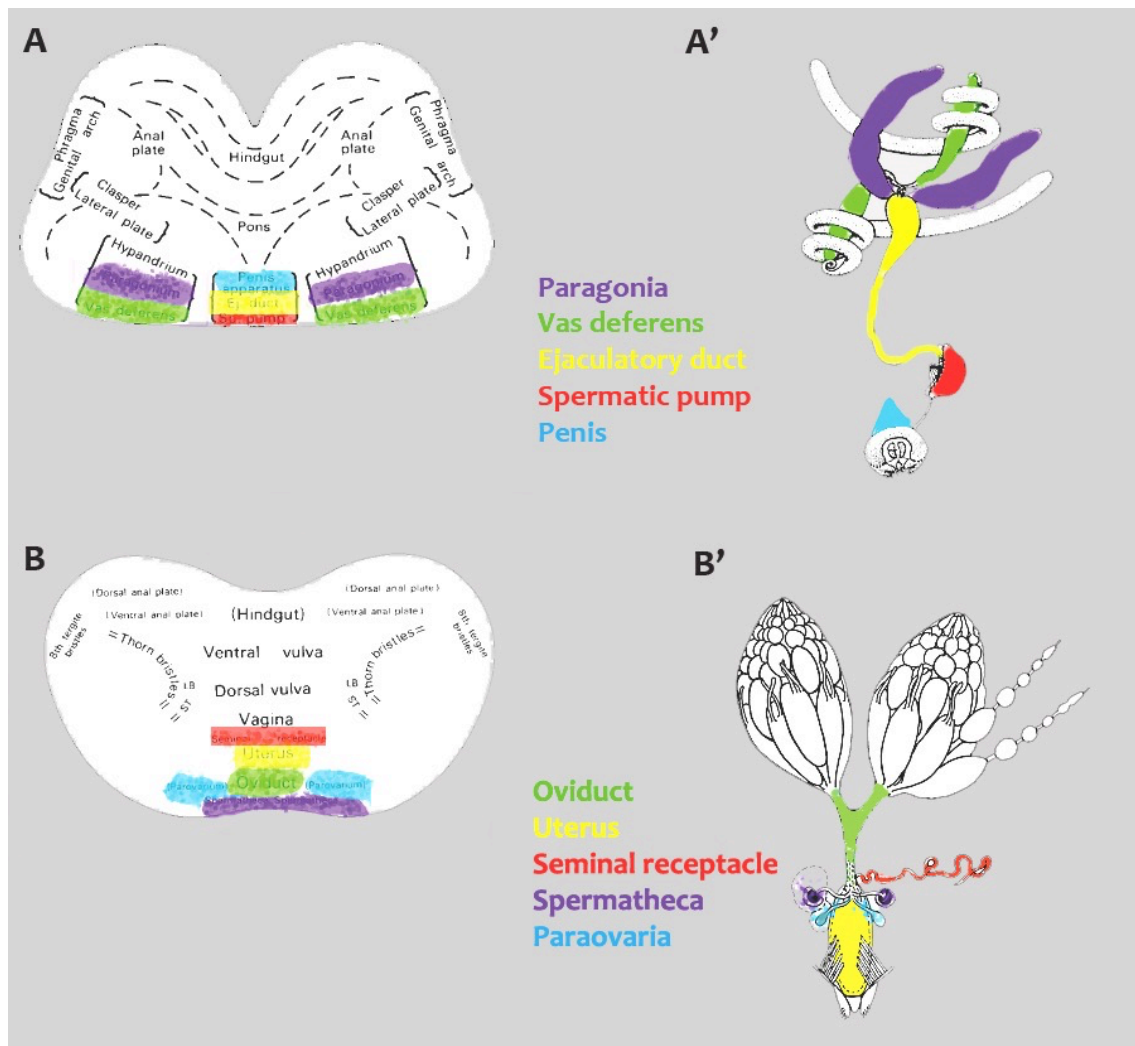 A
Phragma
Genital arch
Anal
plate
Hindgut
Anal
plate
Phragma
Genital arch
Clasper
Lateral plate
Pons
Clasper
Lateral plate
Hypandrium
Paragonium
Vas deferens
Penis
apparatus
Ej. duct
Sp. pump
Hypandrium
Paragonium
Vas deferens
A'
Paragonia
Vas deferens
Ejaculatory duct
Spermatic pump
Penis
B
(Dorsal anal plate)
(Dorsal anal plate)
(Ventral anal plate)
(Hindgut)
(Ventral anal plate)
8th tergite
bristles
8th tergite
bristles
=Thorn bristles=
Ventral vulva
Thorn bristles=
LB
Dorsal vulva
LB
ST
ST
Vagina
Seminal receptacle
Uterus
(Parovarium)
Oviduct
(Parovarium)
B'
Oviduct
Uterus
Seminal receptacle
Spermatheca
Paraovaria